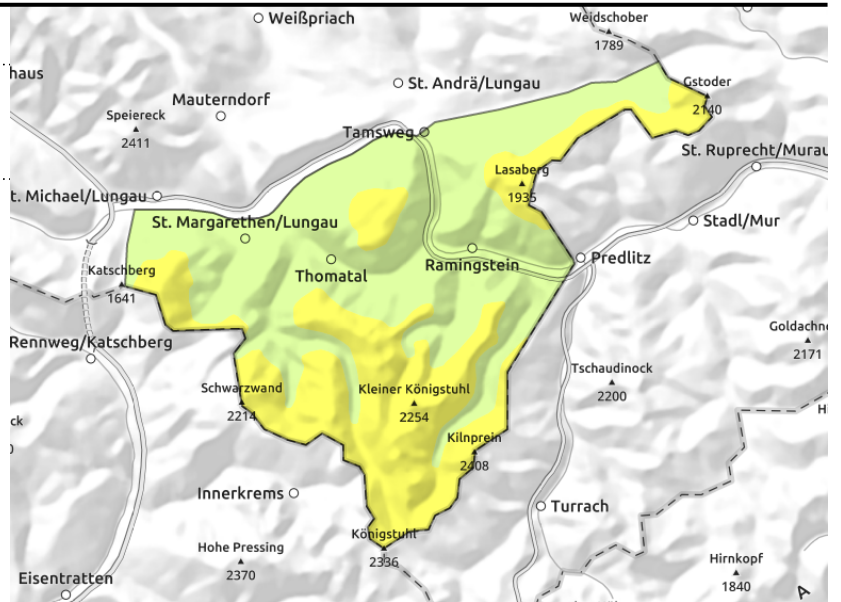 Weißpriach
Weidschober
1789
haus
St. Andrä/Lungau
Gstoder
2140
Mauterndorf
Speiereck
2411
Tamsweg
St. Ruprecht/Murau
Lasaberg
1935
t. Michael/Lungau
St. Margarethen/Lungau
Stadl/Mur
Katschberg
1641
Thomatal
Ramingstein
Predlitz
Rennweg/Katschberg
Goldachn
2171
Tschaudinock
2200
Schwarzwand
2214
Kleiner Königstuhl
2254
ck
H
Kilnprein
2408
Innerkrems
Turrach
Königstuhl
2336
Hohe Pressing
2370
Hirnkopf
1840
Eisentratten
A